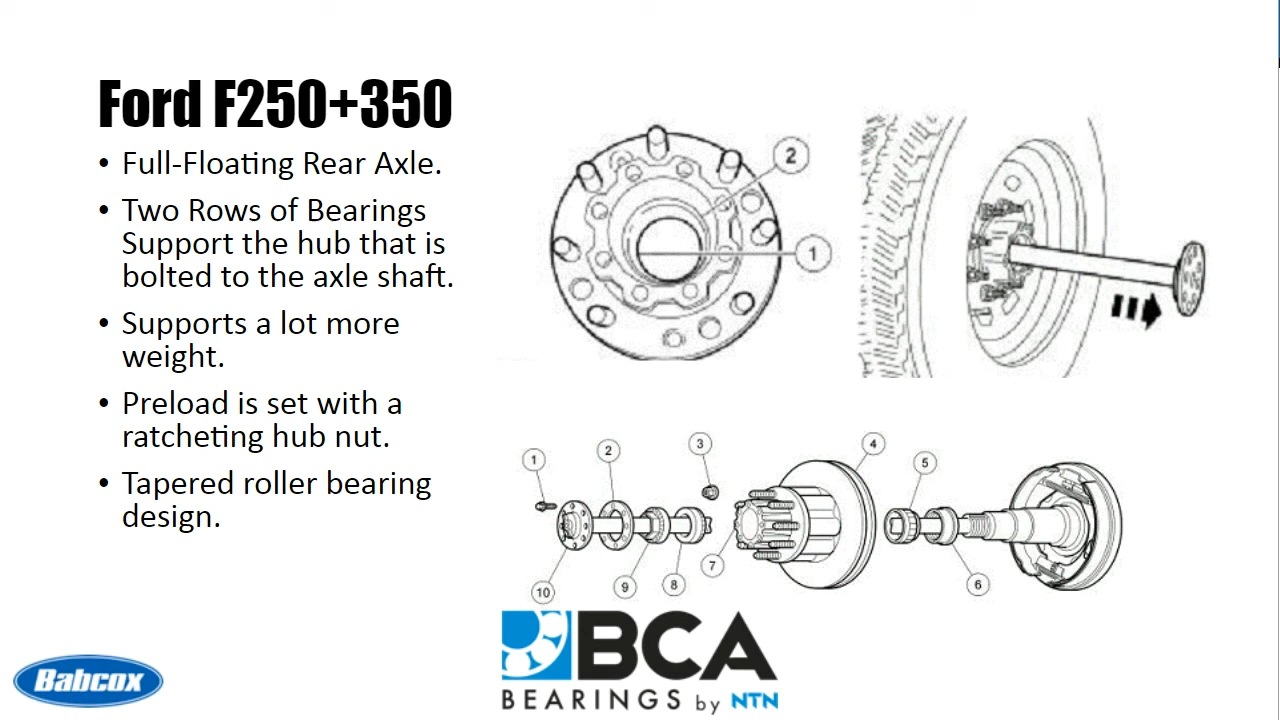 Ford F250+350
• Full-Floating Rear Axle.
• Two Rows of Bearings
Support the hub that is
bolted to the axle shaft.
• Supports a lot more
weight.
• Preload is set with a
ratcheting hub nut.
• Tapered roller bearing
design.
2
1
1
2
3
4
5
10
9
8
7
6
BCA
BEARINGS by NTN
Babcox